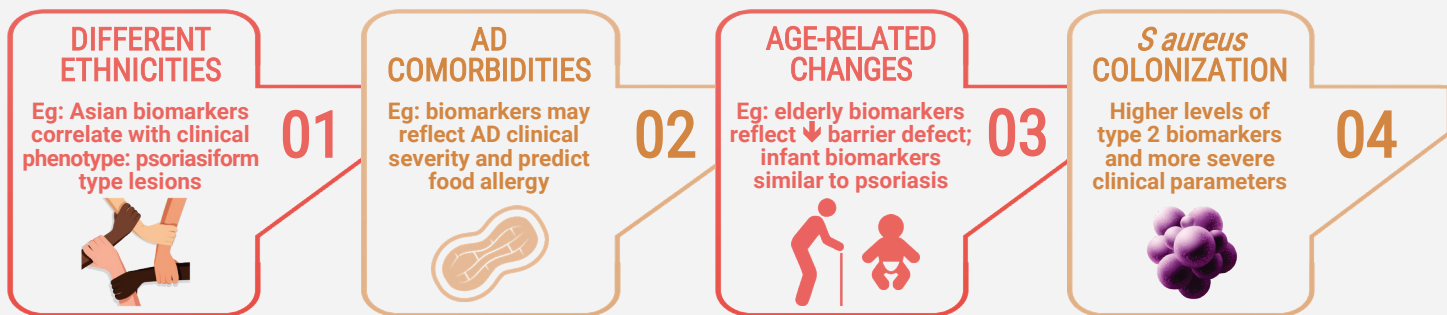 DIFFERENT
ETHNICITIES
Eg: Asian biomarkers
correlate with clinical
phenotype: psoriasiform
type lesions
01
AD
COMORBIDITIES
Eg: biomarkers may
reflect AD clinical
severity and predict
food allergy
02
AGE-RELATED
CHANGES
Eg: elderly biomarkers
reflect ↓ barrier defect;
infant biomarkers
similar to psoriasis
03
S aureus
COLONIZATION
Higher levels of
type 2 biomarkers
and more severe
clinical parameters
04